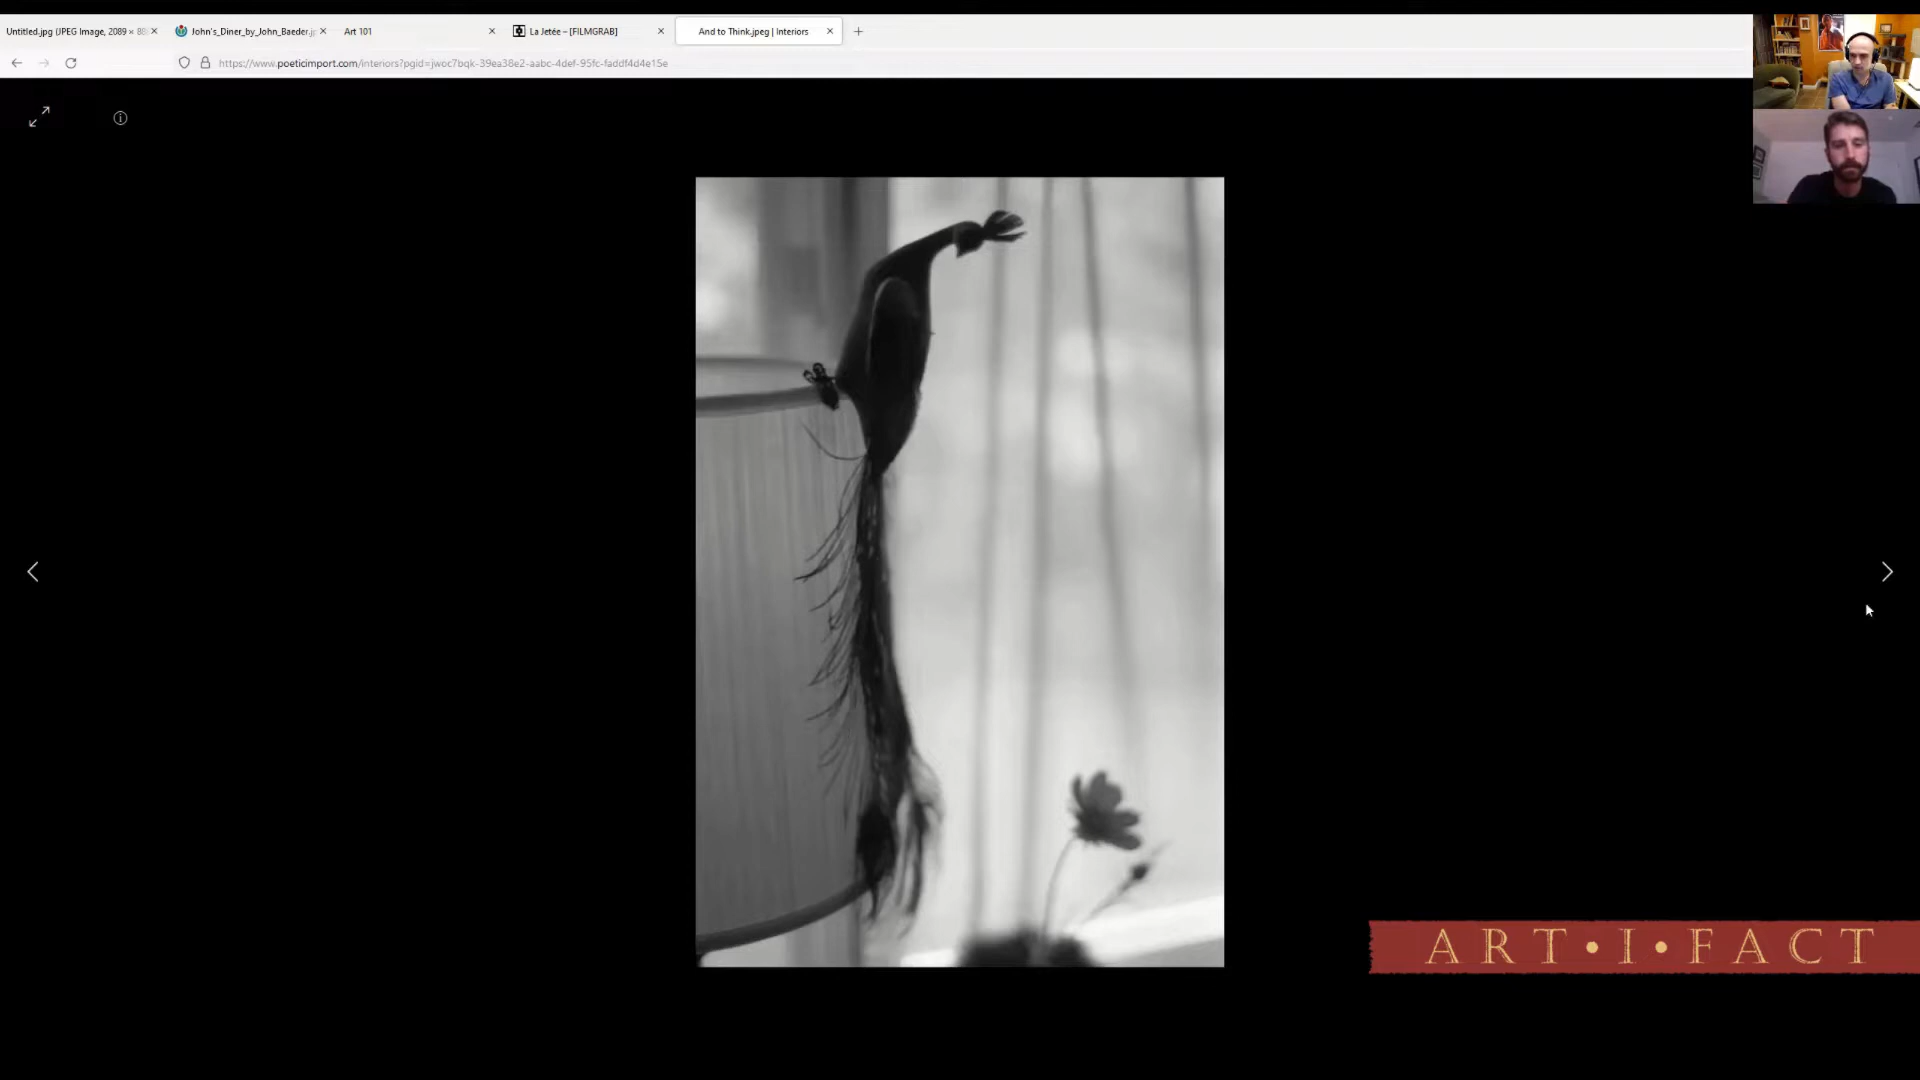 Untitled.jpg (JPEG Image, 2089 × 88
John's_Diner_by_John_Baeder.j
Art 101
La Jetée – [FILMGRAB]
And to Think.jpeg | Interiors
https://www.poeticimport.com/interiors?pgid=jwoc7bqk-39ea38e2-aabc-4def-95fc-faddf4d4e15e
ART•I•FACT